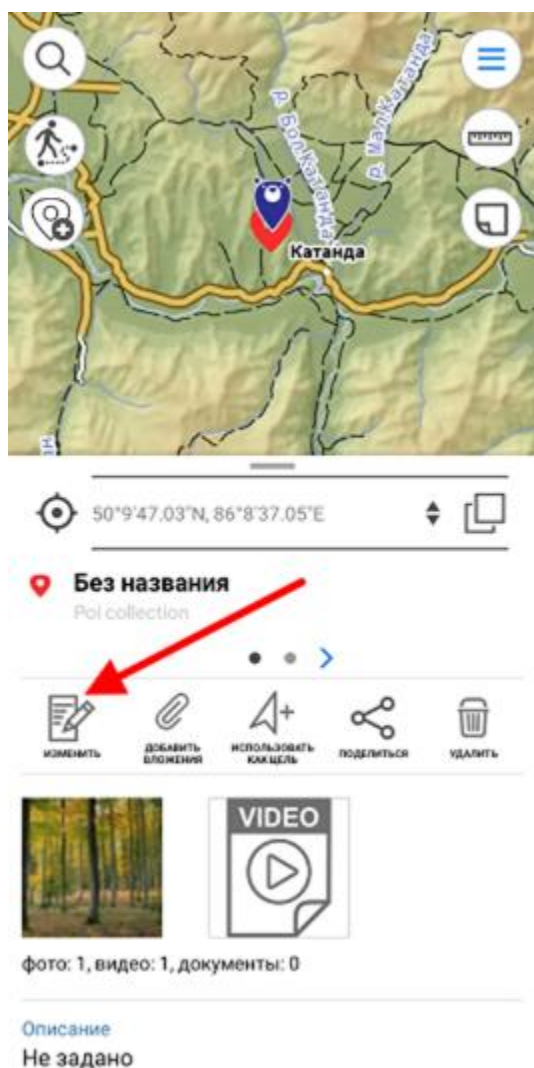 р. Бол.Катанда
р. Мал.Катанда
Катанда
50°9'47.03"N, 86°8'37.05"E
Без названия
Poi collection
ИЗМЕНИТЬ
ДОБАВИТЬ
ВЛОЖЕНИЯ
ИСПОЛЬЗОВАТЬ
КАК ЦЕЛЬ
ПОДЕЛИТЬСЯ
УДАЛИТЬ
VIDEO
фото: 1, видео: 1, документы: 0
Описание
Не задано